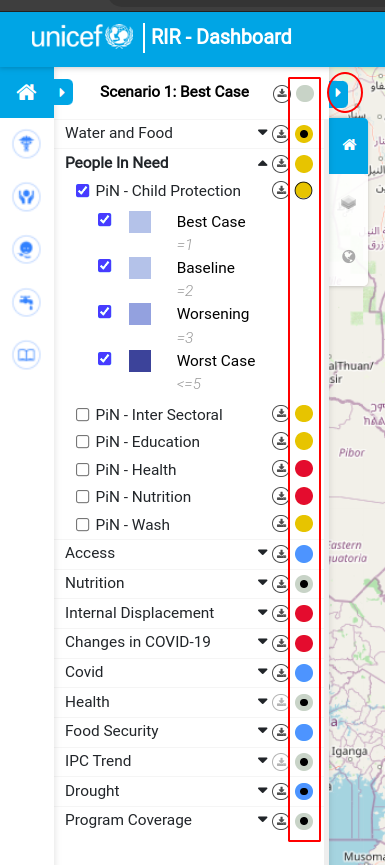 unicef RIR - Dashboard
Scenario 1: Best Case
Water and Food
People In Need
PiN - Child Protection
Best Case
=1
Baseline
=2
Worsening
=3
Worst Case
<=5
PiN - Inter Sectoral
PiN - Education
PiN - Health
PiN - Nutrition
PiN - Wash
Access
Nutrition
Internal Displacement
Changes in COVID-19
Covid
Health
Food Security
IPC Trend
Drought
Program Coverage
alThuan/
sir
Pibor
Eastern
quatoria
Iganga
Musoma